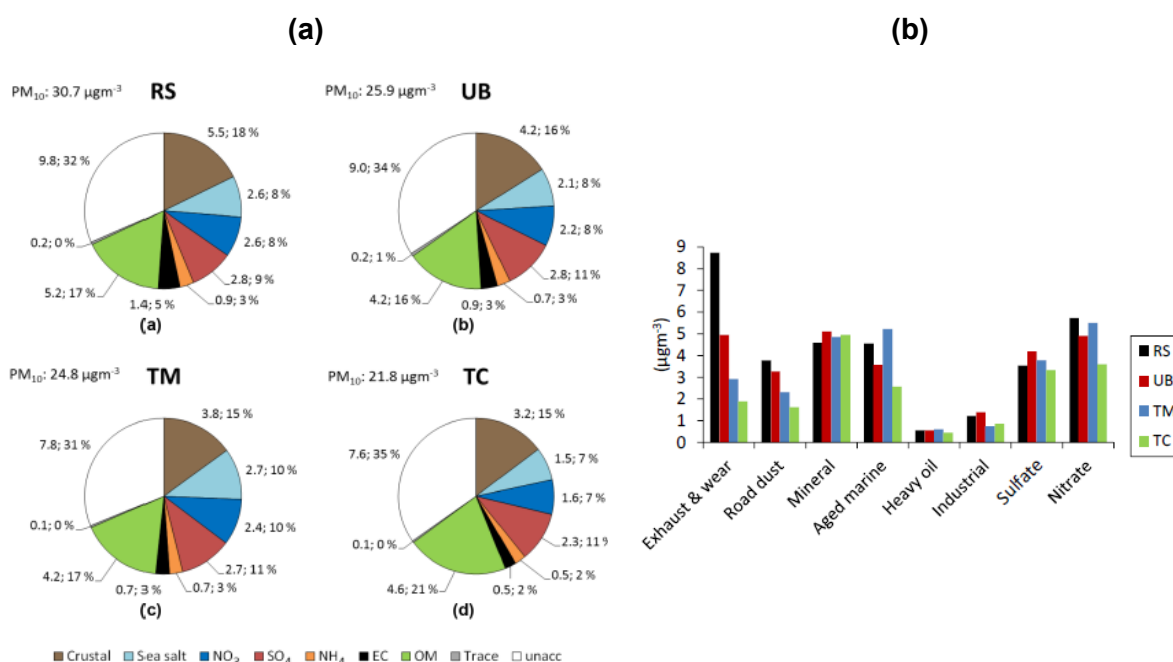 (a)
PM₁₀: 30.7 µgm⁻³ RS
5.5; 18 %
2.6; 8%
2.6; 8 %
2.8; 9 %
0.9; 3 %
1.4; 5 %
5.2; 17 %
0.2; 0 %
9.8; 32 %
(a)
PM₁₀: 25.9 µgm⁻³ UB
4.2; 16 %
2.1; 8%
2.2; 8 %
2.8; 11 %
0.7; 3 %
0.9; 3 %
4.2; 16 %
0.2; 1 %
9.0; 34 %
(b)
PM₁₀: 24.8 µgm⁻³ TM
3.8; 15 %
2.7; 10 %
2.4; 10 %
2.7; 11 %
0.7; 3 %
0.7; 3 %
4.2; 17 %
0.1; 0 %
7.8; 31 %
(c)
PM₁₀: 21.8 µgm⁻³ TC
3.2; 15 %
1.5; 7 %
1.6; 7 %
2.3; 11 %
0.5; 2 %
0.5; 2 %
4.6; 21 %
0.1; 0 %
7.6; 35 %
(d)
Crustal Sea salt NO₃ SO₄ NH₄ EC OM Trace unacc
(b)
(µgm⁻³)
9
8
7
6
5
4
3
2
1
0
Exhaust & wear
Road dust
Mineral
Aged marine
Heavy oil
Industrial
Sulfate
Nitrate
RS
UB
TM
TC